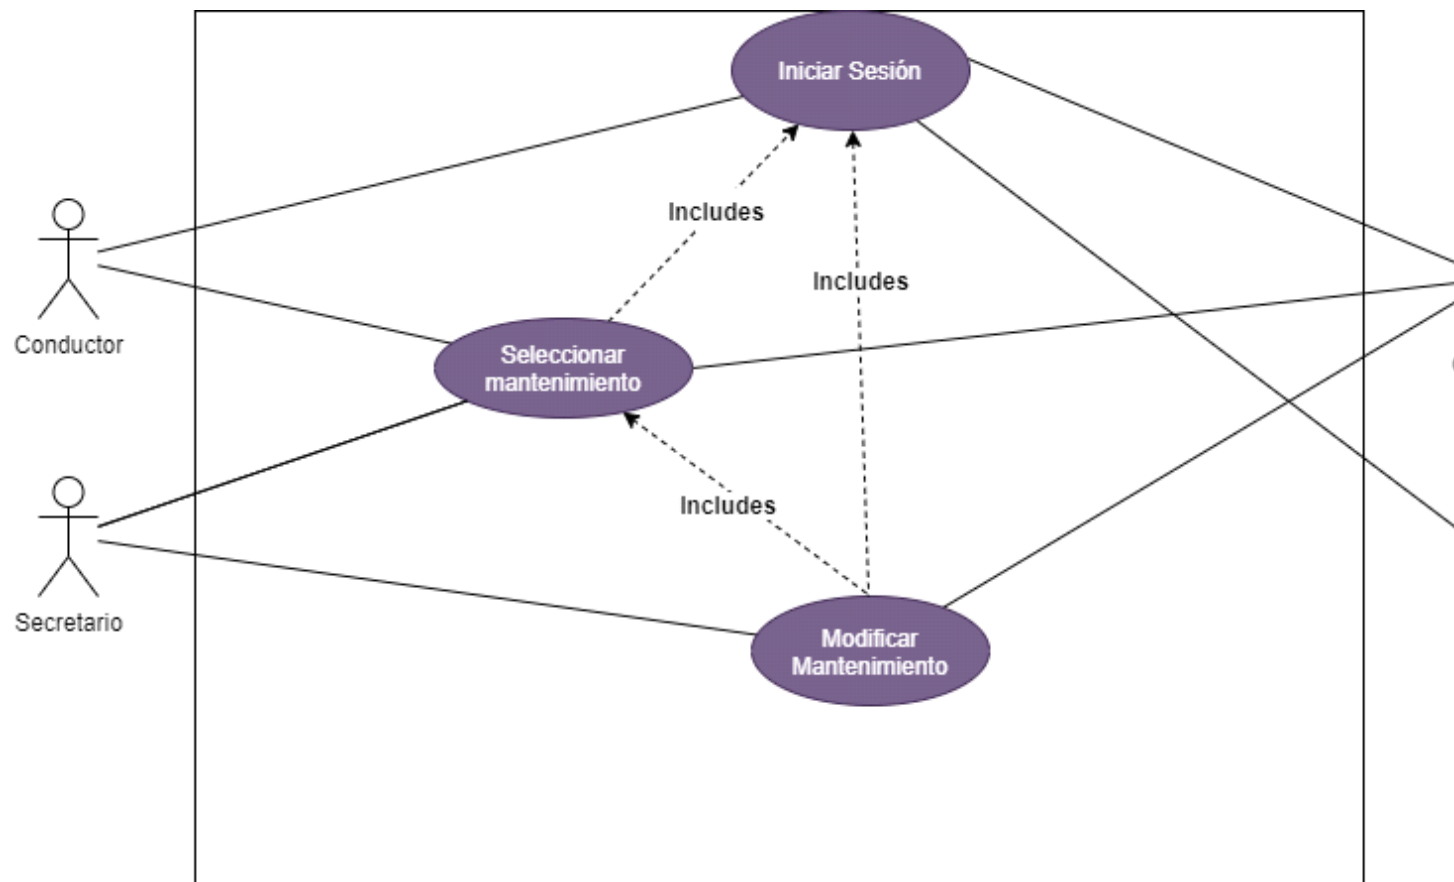 Iniciar Sesión
Includes
Includes
Conductor
Seleccionar
mantenimiento
Includes
Secretario
Modificar
Mantenimiento